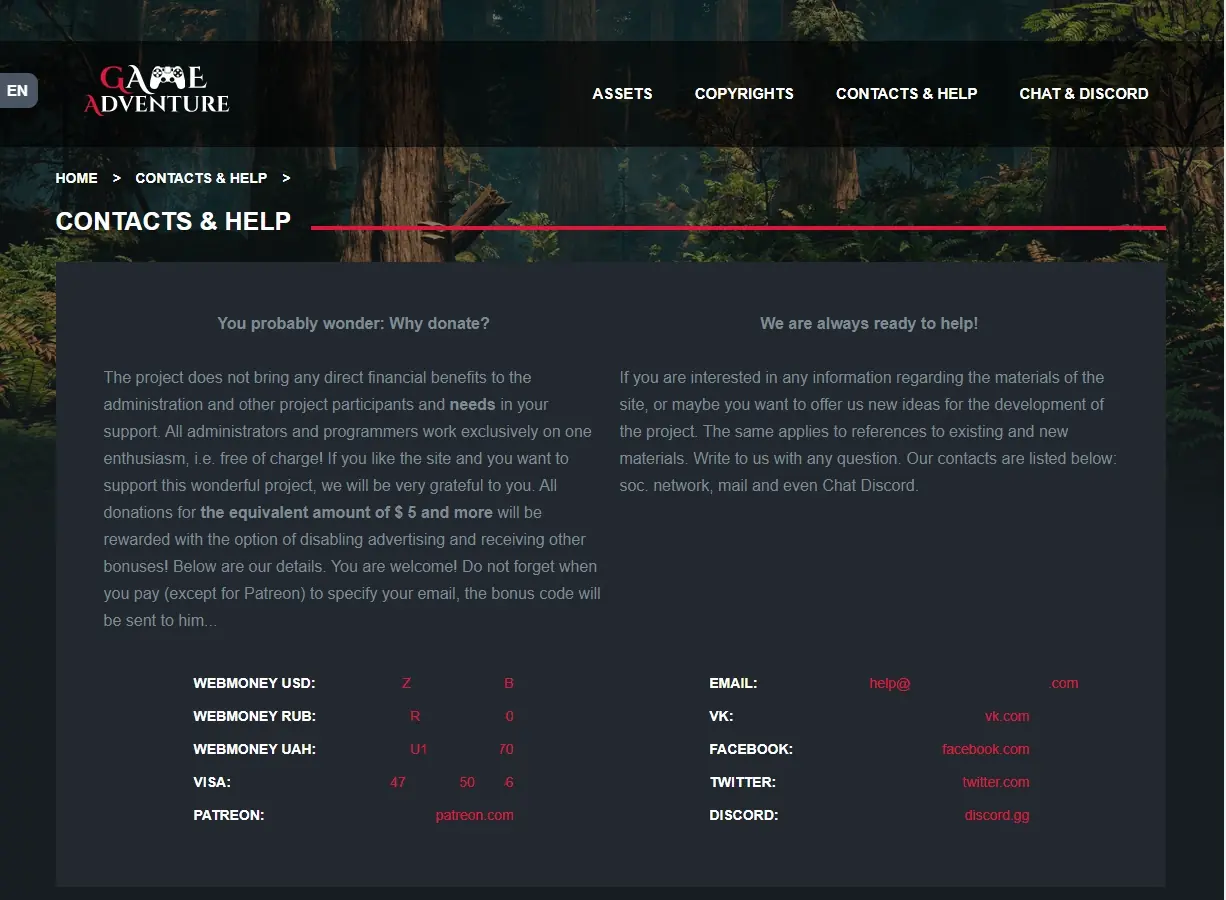 EN
GAME
ADVENTURE
ASSETS
COPYRIGHTS
CONTACTS & HELP
CHAT & DISCORD
HOME > CONTACTS & HELP >
CONTACTS & HELP
You probably wonder: Why donate?
The project does not bring any direct financial benefits to the
administration and other project participants and needs in your
support. All administrators and programmers work exclusively on one
enthusiasm, i.e. free of charge! If you like the site and you want to
support this wonderful project, we will be very grateful to you. All
donations for the equivalent amount of $ 5 and more will be
rewarded with the option of disabling advertising and receiving other
bonuses! Below are our details. You are welcome! Do not forget when
you pay (except for Patreon) to specify your email, the bonus code will
be sent to him...
WEBMONEY USD: Z B
WEBMONEY RUB: R 0
WEBMONEY UAH: U1 70
VISA: 47 50 6
PATREON: patreon.com
We are always ready to help!
If you are interested in any information regarding the materials of the
site, or maybe you want to offer us new ideas for the development of
the project. The same applies to references to existing and new
materials. Write to us with any question. Our contacts are listed below:
soc. network, mail and even Chat Discord.
EMAIL: help@ .com
VK: vk.com
FACEBOOK: facebook.com
TWITTER: twitter.com
DISCORD: discord.gg